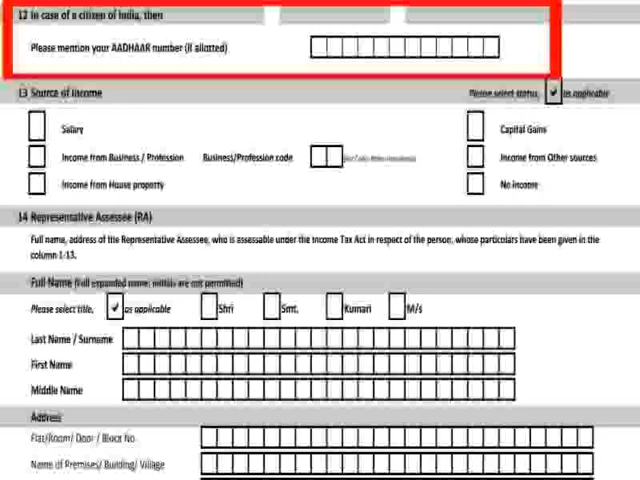 12 In case of a citizen of India, then
Please mention your AADHAAR number (if allotted)
13 Source of Income Please select status, ✓ as applicable
Salary Capital Gains
Income from Business / Profession Business/Profession code Income from Other sources
Income from House property No income
14 Representative Assessee (RA)
Full name, address of the Representative Assessee, who is assessable under the Income Tax Act in respect of the person, whose particulars have been given in the
column 1-13.
Full Name (Full expanded name: initials are not permitted)
Please select title, ✓ as applicable Shri Smt. Kumari M/s
Last Name / Surname
First Name
Middle Name
Address
Flat/Room/ Door / Block No.
Name of Premises/ Building/ Village